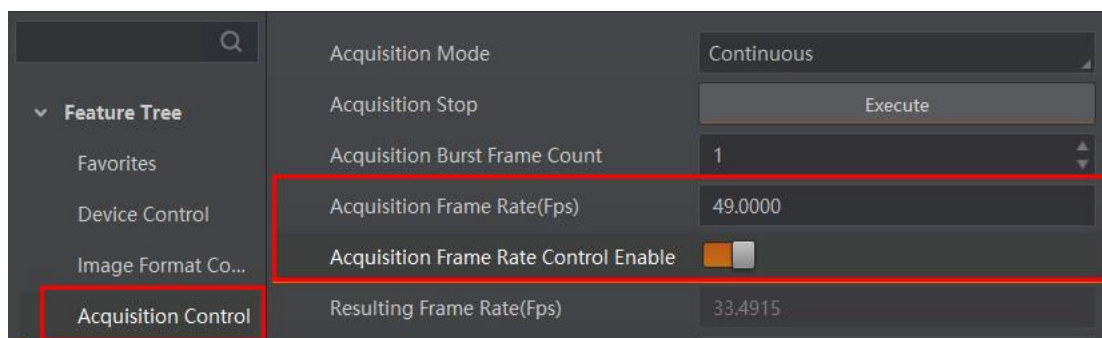 Feature Tree
Favorites
Device Control
Image Format Co...
Acquisition Control
Acquisition Mode Continuous
Acquisition Stop Execute
Acquisition Burst Frame Count 1
Acquisition Frame Rate(Fps) 49.0000
Acquisition Frame Rate Control Enable
Resulting Frame Rate(Fps) 33.4915